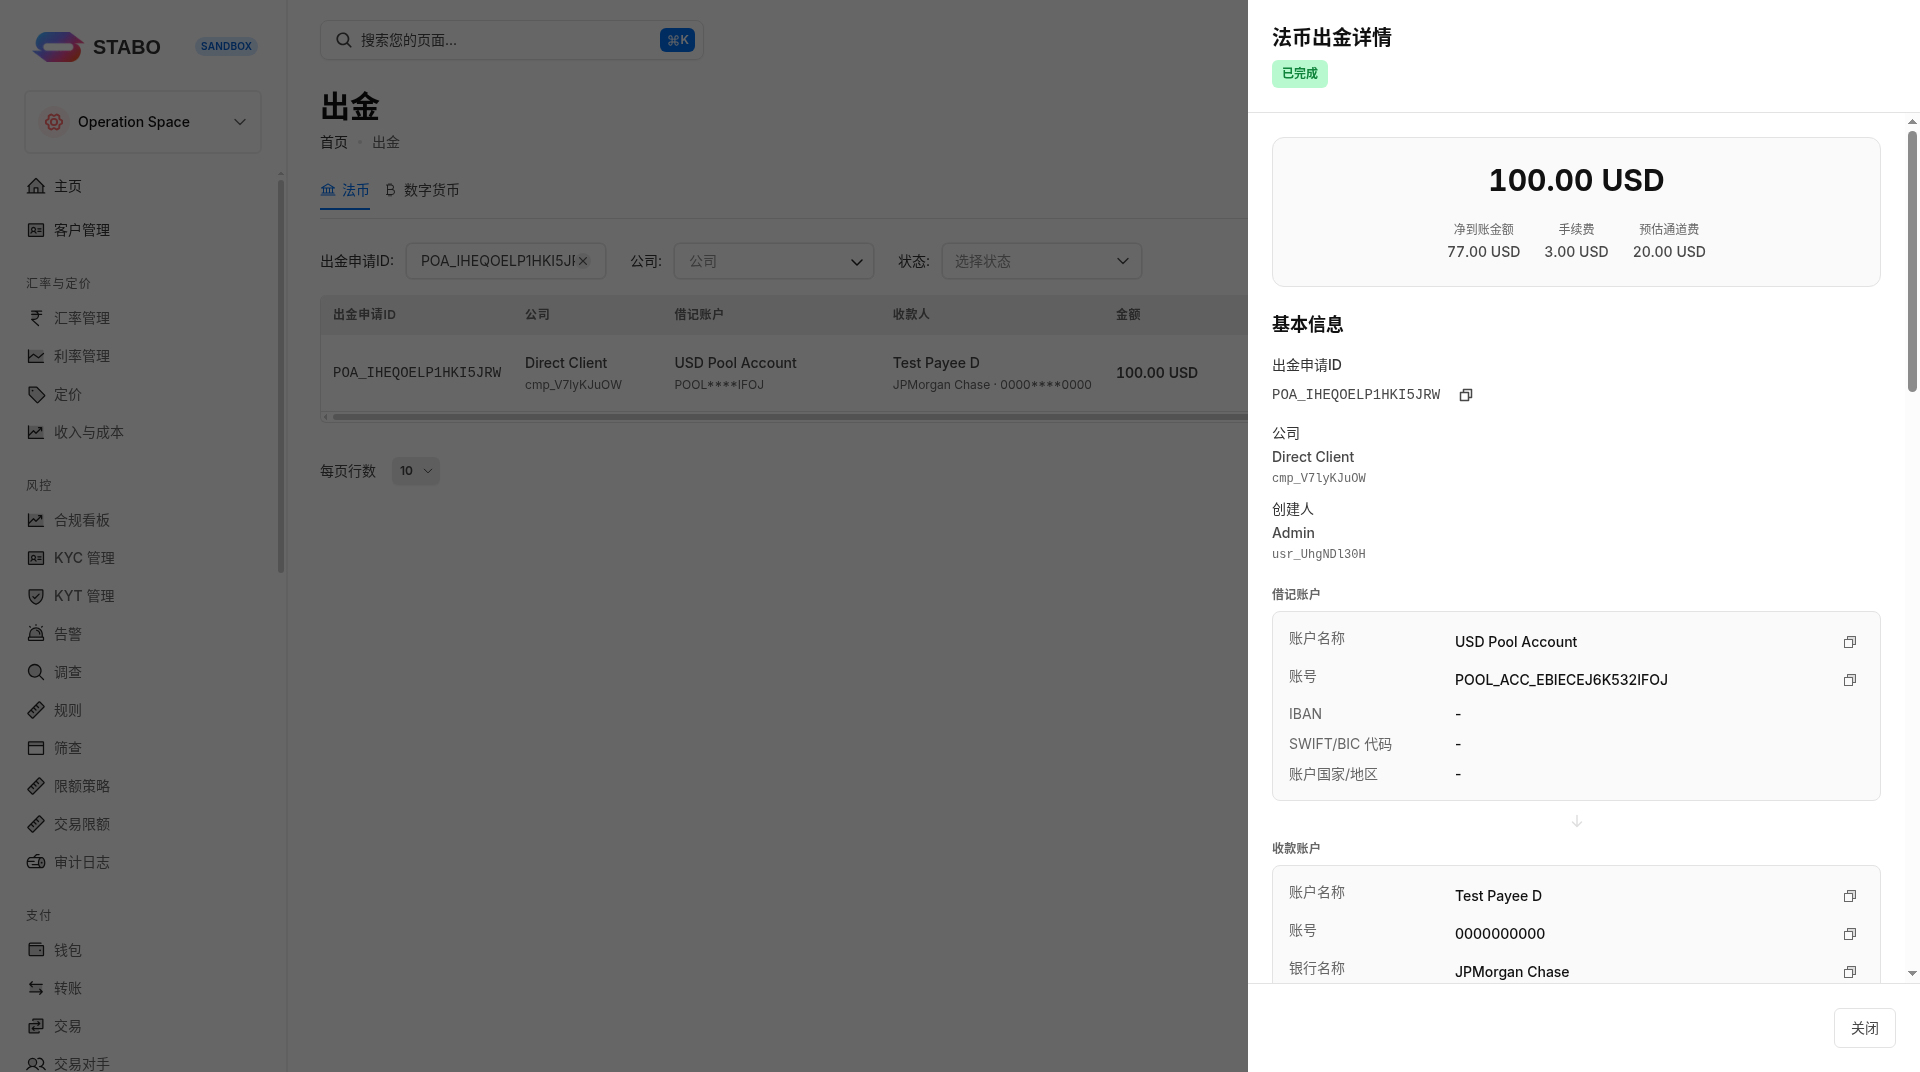 STABO
SANDBOX
Operation Space
主页
客户管理
汇率与定价
汇率管理
利率管理
定价
收入与成本
风控
合规看板
KYC 管理
KYT 管理
告警
调查
规则
筛查
限额策略
交易限额
审计日志
支付
钱包
转账
交易
交易对手
搜索您的页面...
⌘K
出金
首页 • 出金
法币 数字货币
出金申请ID: POA_IHEQOELP1HKI5JF 公司: 公司 状态: 选择状态
出金申请ID 公司 借记账户 收款人 金额
POA_IHEQOELP1HKI5JRW Direct Client USD Pool Account Test Payee D 100.00 USD
cmp_V7lyKJuOW POOL****IFOJ JPMorgan Chase · 0000****0000
每页行数 10
法币出金详情
已完成
100.00 USD
净到账金额 手续费 预估通道费
77.00 USD 3.00 USD 20.00 USD
基本信息
出金申请ID
POA_IHEQOELP1HKI5JRW
公司
Direct Client
cmp_V7lyKJuOW
创建人
Admin
usr_UhgNDl30H
借记账户
账户名称 USD Pool Account
账号 POOL_ACC_EBIECEJ6K532IFOJ
IBAN -
SWIFT/BIC 代码 -
账户国家/地区 -
收款账户
账户名称 Test Payee D
账号 0000000000
银行名称 JPMorgan Chase
关闭